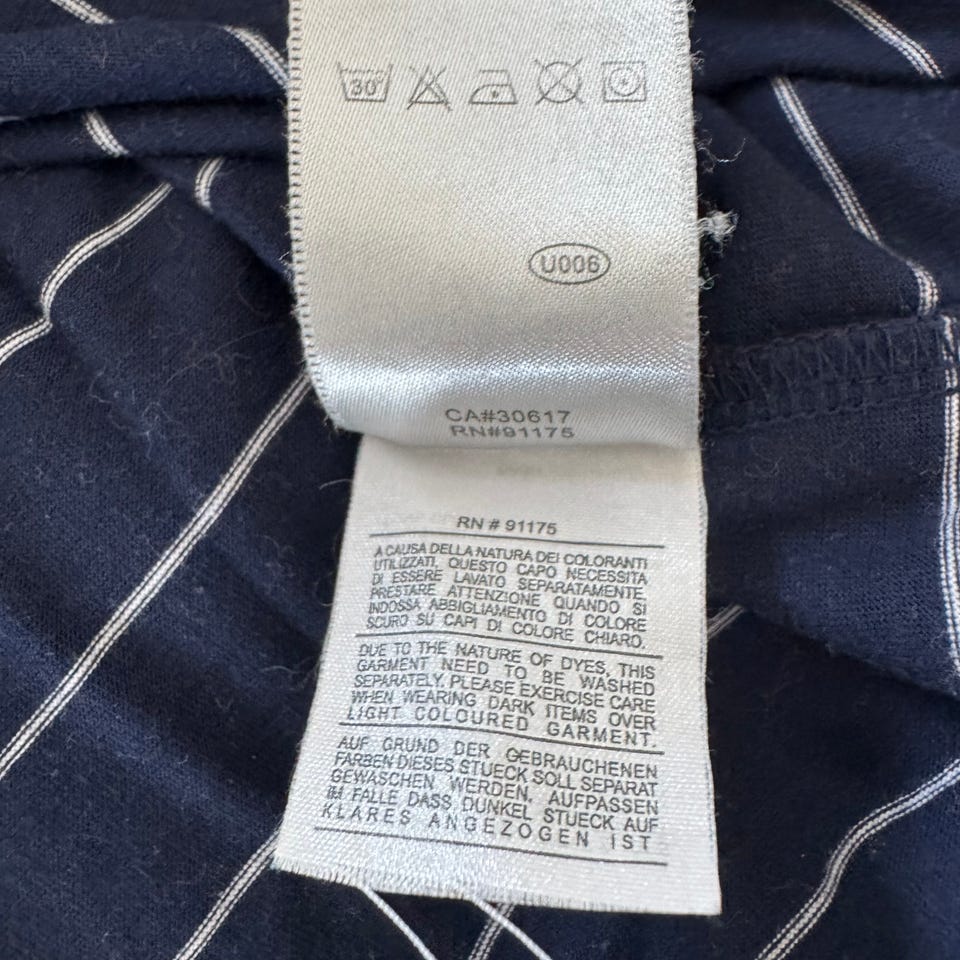 30°
U006
CA#30617
RN#91175
RN # 91175
A CAUSA DELLA NATURA DEI COLORANTI
UTILIZZATI, QUESTO CAPO NECESSITA
DI ESSERE LAVATO SEPARATAMENTE.
PRESTARE ATTENZIONE QUANDO SI
INDOSSA ABBIGLIAMENTO DI COLORE
SCURO SU CAPI DI COLORE CHIARO.
DUE TO THE NATURE OF DYES, THIS
GARMENT NEED TO BE WASHED
SEPARATELY. PLEASE EXERCISE CARE
WHEN WEARING DARK ITEMS OVER
LIGHT COLOURED GARMENT.
AUF GRUND DER GEBRAUCHENEN
FARBEN DIESES STUECK SOLL SEPARAT
GEWASCHEN WERDEN, AUFPASSEN
IM FALLE DASS DUNKEL STUECK AUF
KLARES ANGEZOGEN IST